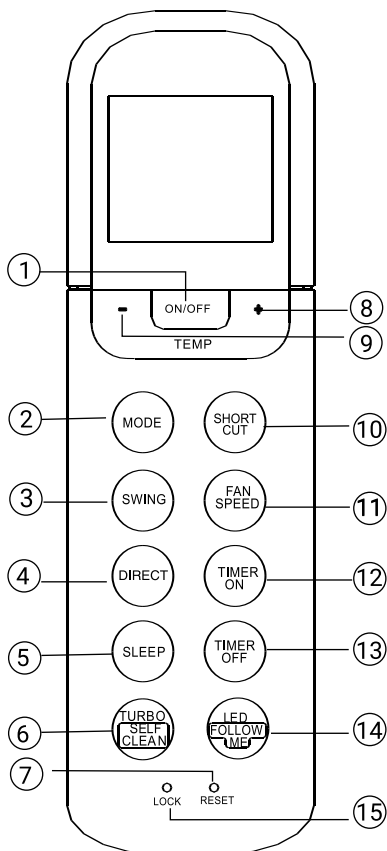 1
ON/OFF
-
+
8
9
TEMP
2
MODE
SHORT
CUT
10
3
SWING
FAN
SPEED
11
4
DIRECT
TIMER
ON
12
5
SLEEP
TIMER
OFF
13
6
TURBO
SELF
CLEAN
LED
FOLLOW
ME
14
7
LOCK
RESET
15